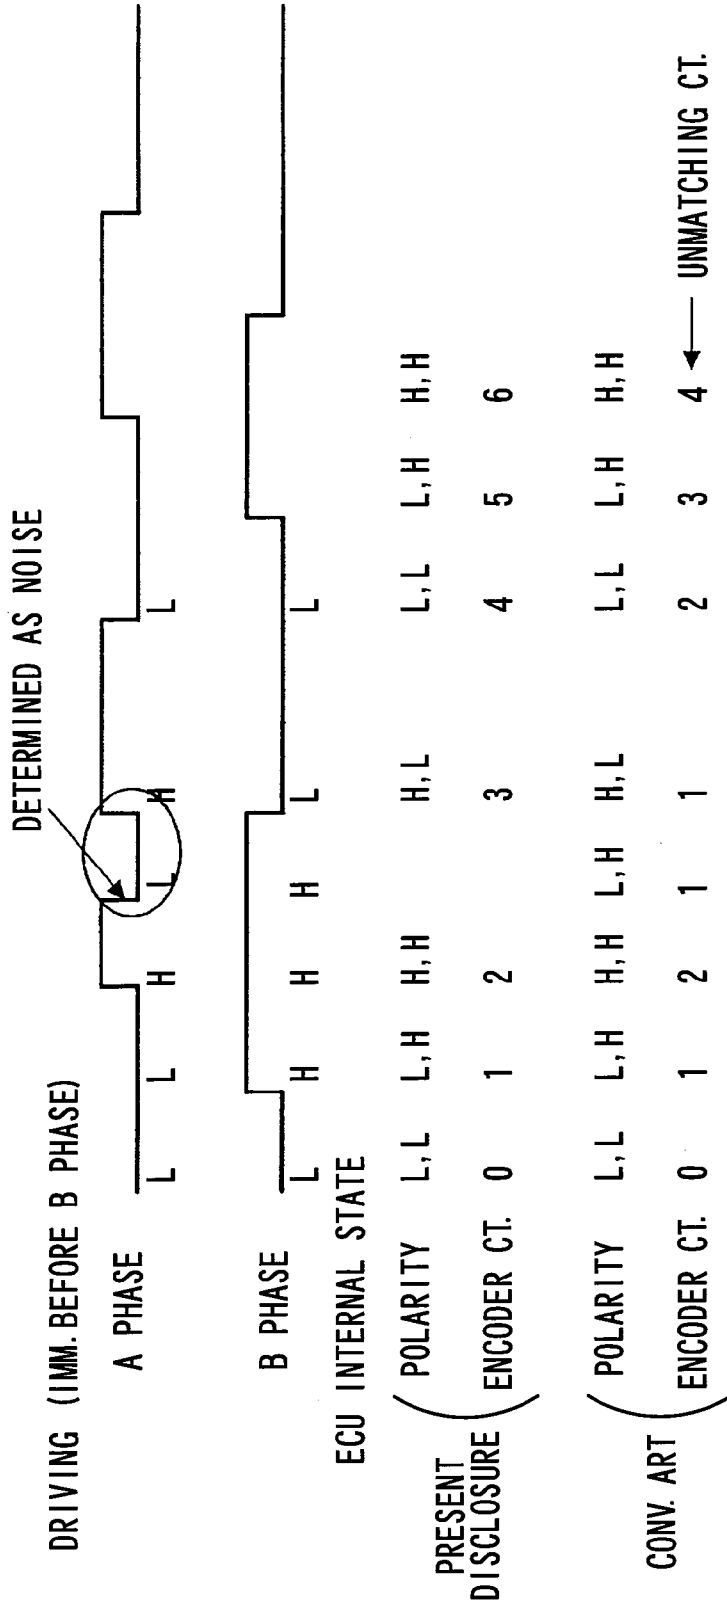 DRIVING (IMM. BEFORE B PHASE)
DETERMINED AS NOISE
A PHASE
L L H L H L
B PHASE
L H H H L L
ECU INTERNAL STATE
PRESENT DISCLOSURE
POLARITY L,L L,H H,H H,L L,L L,H H,H
ENCODER CT. 0 1 2 3 4 5 6
CONV. ART
POLARITY L,L L,H H,H L,H H,L L,L L,H H,H
ENCODER CT. 0 1 2 1 1 2 3 4 UNMATCHING CT.